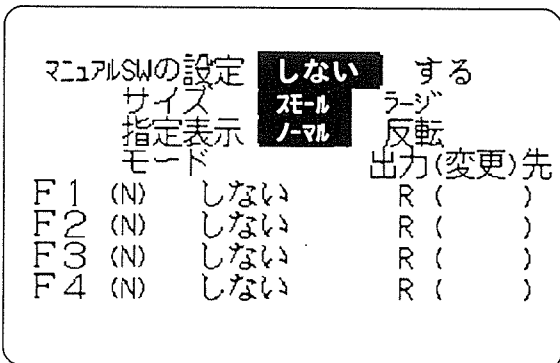 マニュアルSWの設定 しない する
サイズ スモール ラージ
指定表示 ノーマル 反転
モード 出力(変更)先
F1 (N) しない R ( )
F2 (N) しない R ( )
F3 (N) しない R ( )
F4 (N) しない R ( )